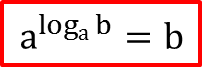 a^{log_a b} = b